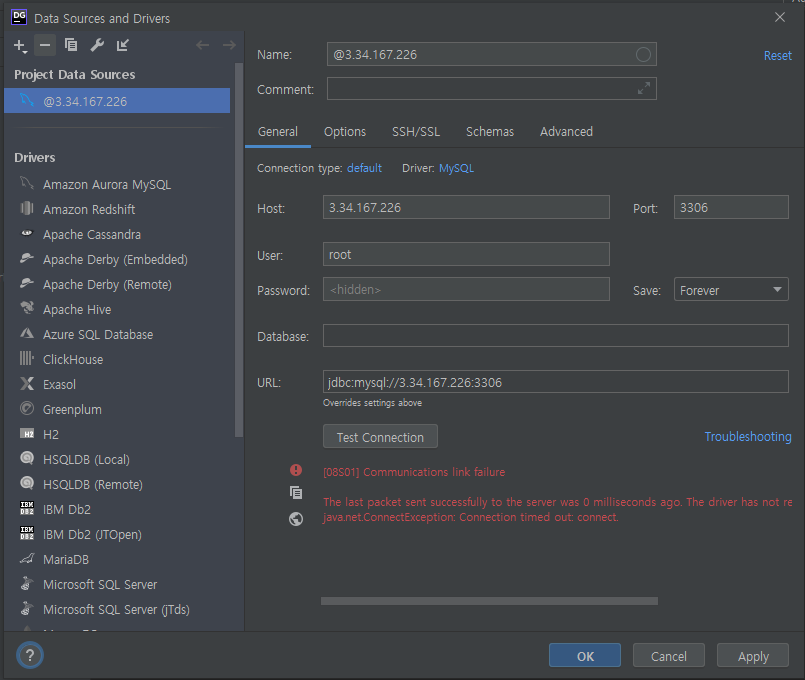 DG
Data Sources and Drivers
Project Data Sources
@3.34.167.226
Drivers
Amazon Aurora MySQL
Amazon Redshift
Apache Cassandra
Apache Derby (Embedded)
Apache Derby (Remote)
Apache Hive
Azure SQL Database
ClickHouse
Exasol
Greenplum
H2 H2
HSQLDB (Local)
HSQLDB (Remote)
IBM DB2 IBM Db2
IBM DB2 IBM Db2 (JTOpen)
MariaDB
Microsoft SQL Server
Microsoft SQL Server (jTds)
?
Name: @3.34.167.226
Reset
Comment:
General Options SSH/SSL Schemas Advanced
Connection type: default Driver: MySQL
Host: 3.34.167.226 Port: 3306
User: root
Password: <hidden> Save: Forever
Database:
URL: jdbc:mysql://3.34.167.226:3306
Overrides settings above
Test Connection Troubleshooting
[08S01] Communications link failure
The last packet sent successfully to the server was 0 milliseconds ago. The driver has not re
java.net.ConnectException: Connection timed out: connect.
OK Cancel Apply